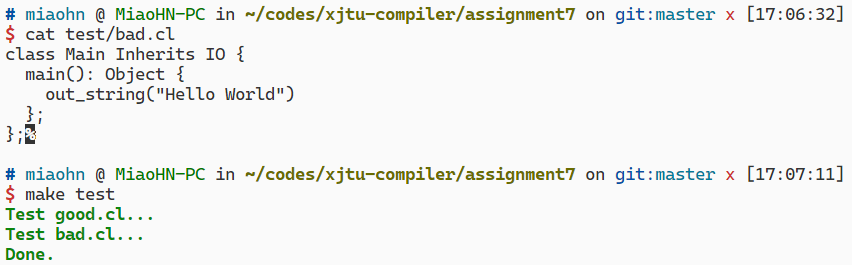 # miaohn @ MiaoHN-PC in ~/codes/xjtu-compiler/assignment7 on git:master x [17:06:32]
$ cat test/bad.cl
class Main Inherits IO {
  main(): Object {
    out_string("Hello World")
  };
};%
# miaohn @ MiaoHN-PC in ~/codes/xjtu-compiler/assignment7 on git:master x [17:07:11]
$ make test
Test good.cl...
Test bad.cl...
Done.